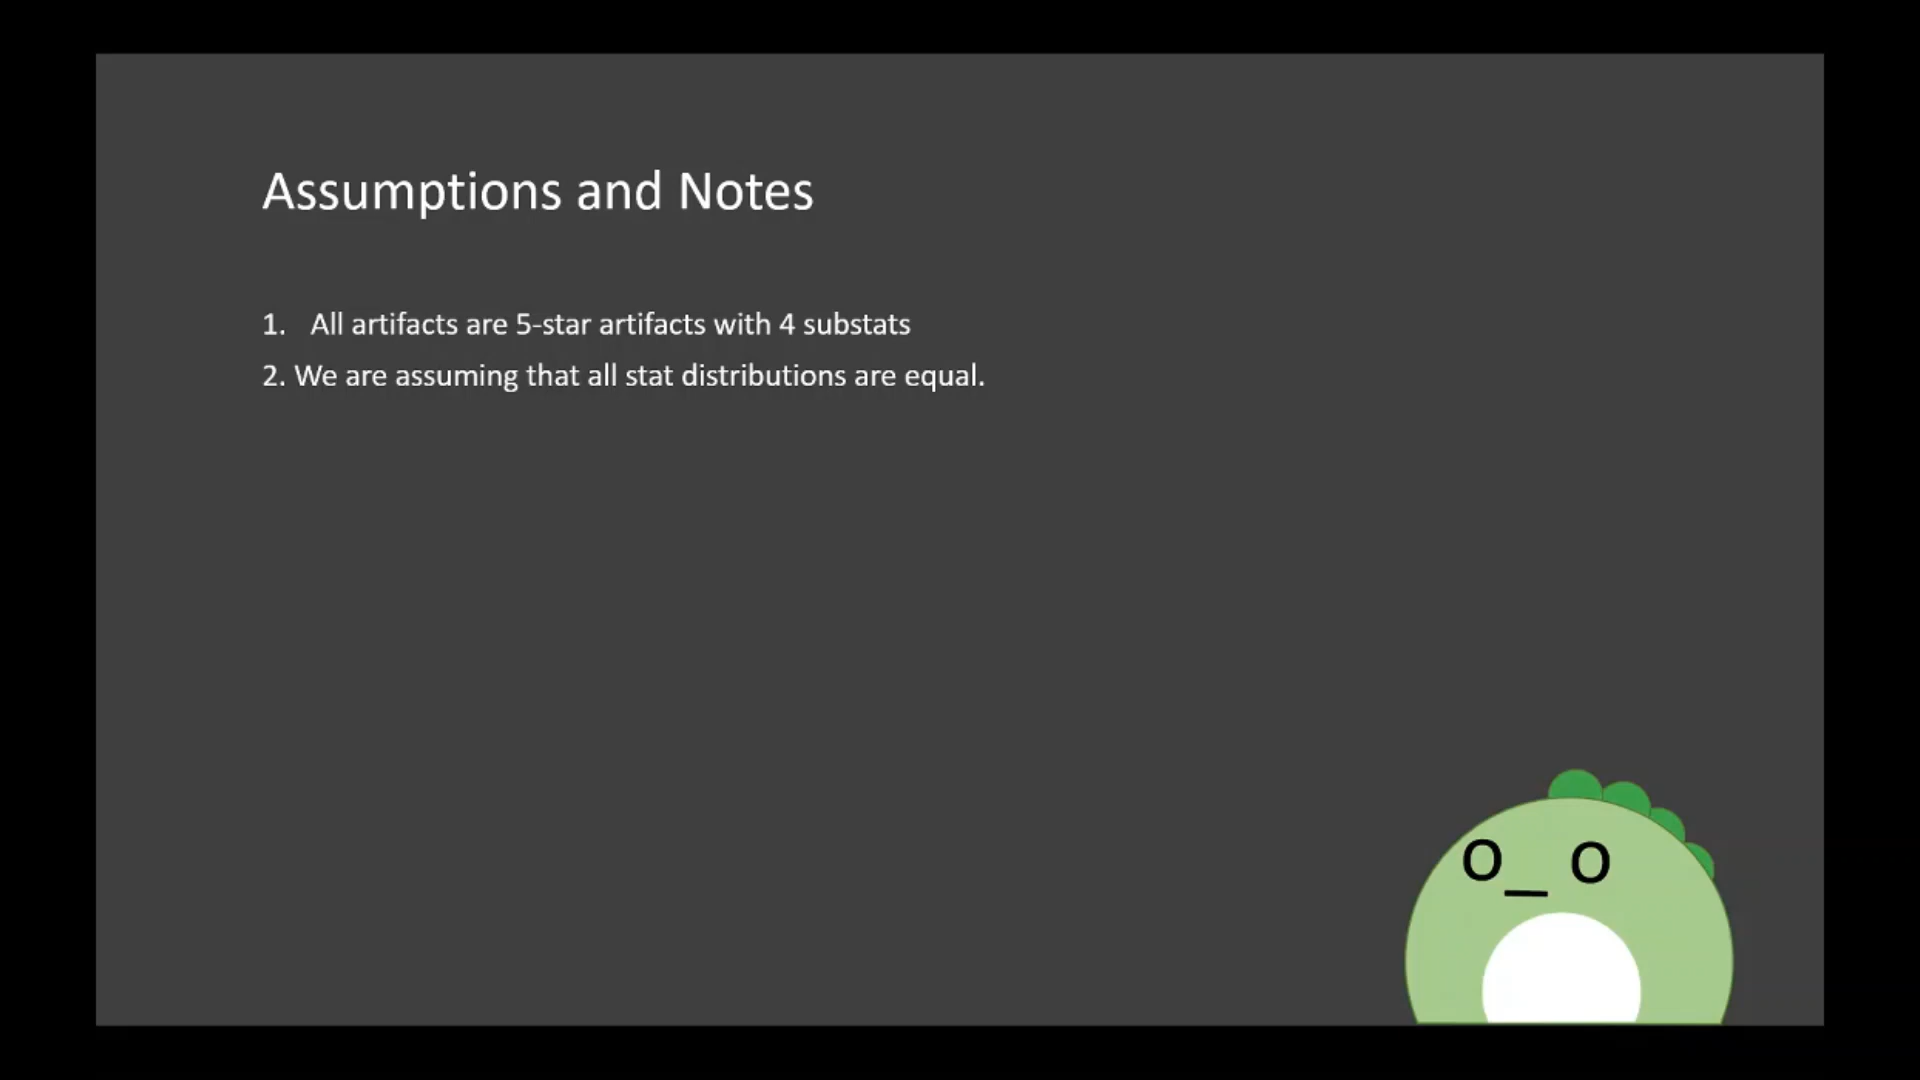 Assumptions and Notes
1. All artifacts are 5-star artifacts with 4 substats
2. We are assuming that all stat distributions are equal.
O_ O